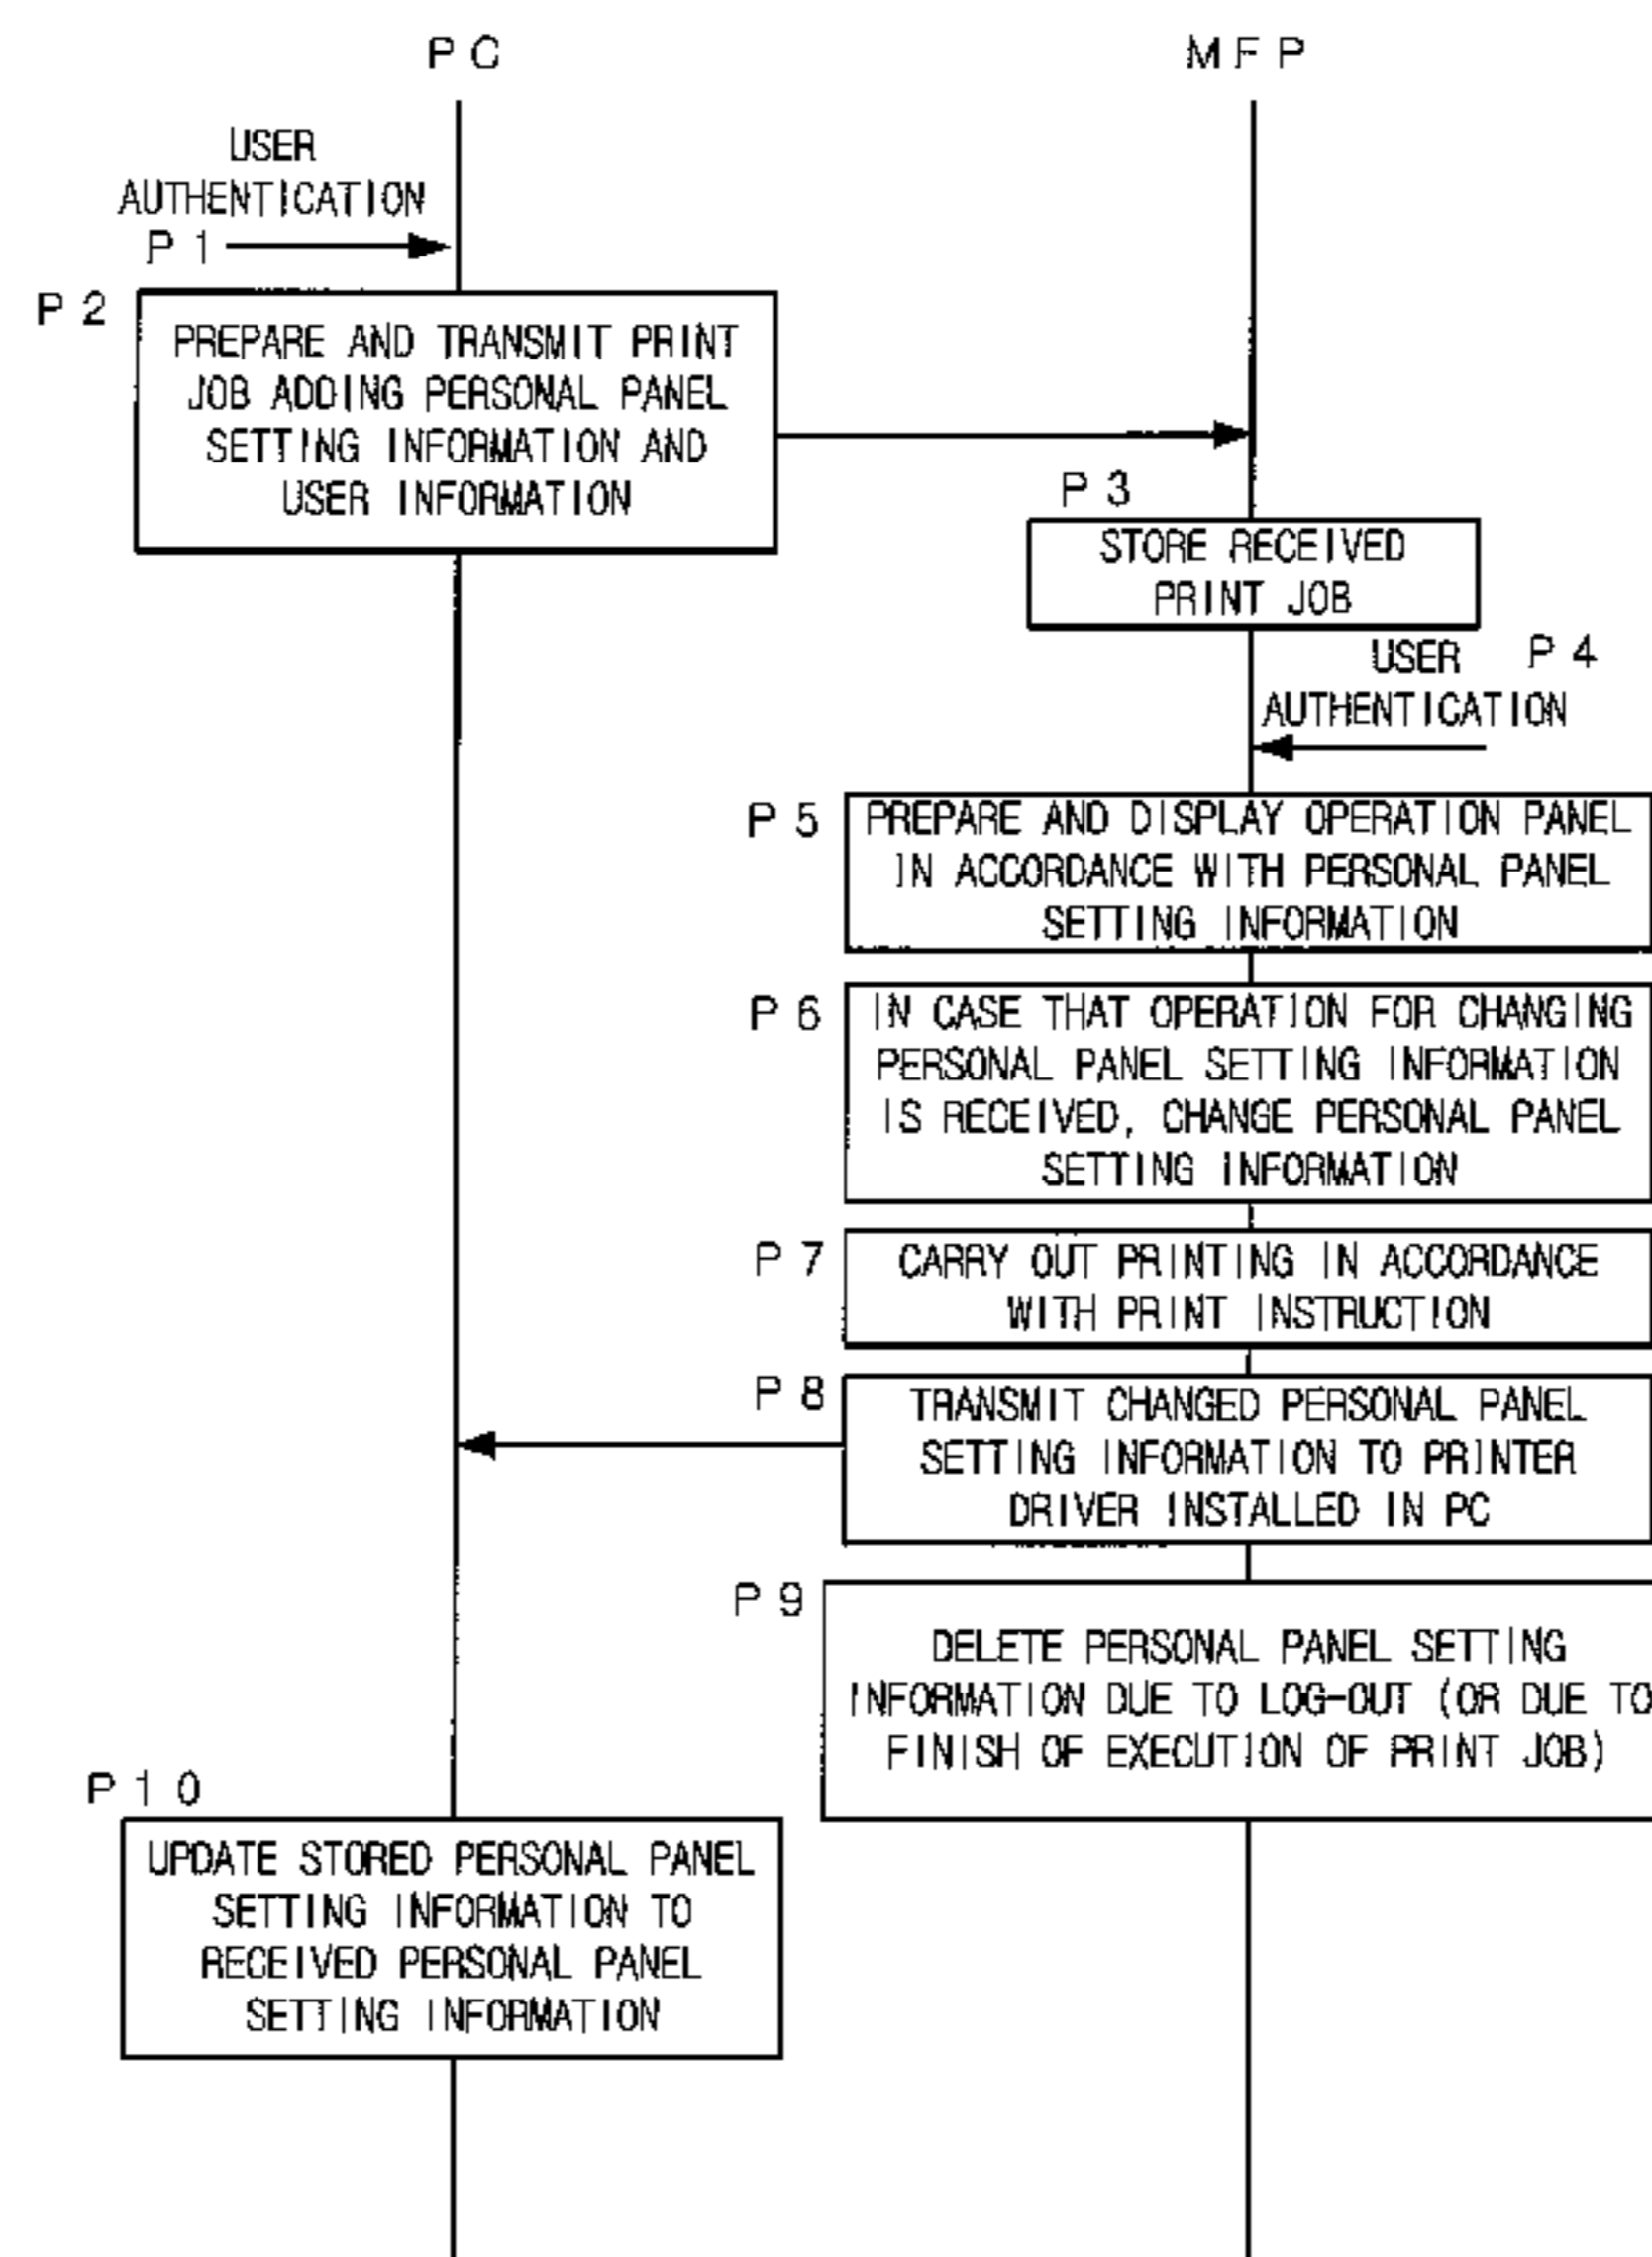 PC
MFP
USER
AUTHENTICATION
P1
P2
PREPARE AND TRANSMIT PRINT
JOB ADDING PERSONAL PANEL
SETTING INFORMATION AND
USER INFORMATION
P3
STORE RECEIVED
PRINT JOB
USER P4
AUTHENTICATION
P5
PREPARE AND DISPLAY OPERATION PANEL
IN ACCORDANCE WITH PERSONAL PANEL
SETTING INFORMATION
P6
IN CASE THAT OPERATION FOR CHANGING
PERSONAL PANEL SETTING INFORMATION
IS RECEIVED, CHANGE PERSONAL PANEL
SETTING INFORMATION
P7
CARRY OUT PRINTING IN ACCORDANCE
WITH PRINT INSTRUCTION
P8
TRANSMIT CHANGED PERSONAL PANEL
SETTING INFORMATION TO PRINTER
DRIVER INSTALLED IN PC
P9
DELETE PERSONAL PANEL SETTING
INFORMATION DUE TO LOG-OUT (OR DUE TO
FINISH OF EXECUTION OF PRINT JOB)
P10
UPDATE STORED PERSONAL PANEL
SETTING INFORMATION TO
RECEIVED PERSONAL PANEL
SETTING INFORMATION